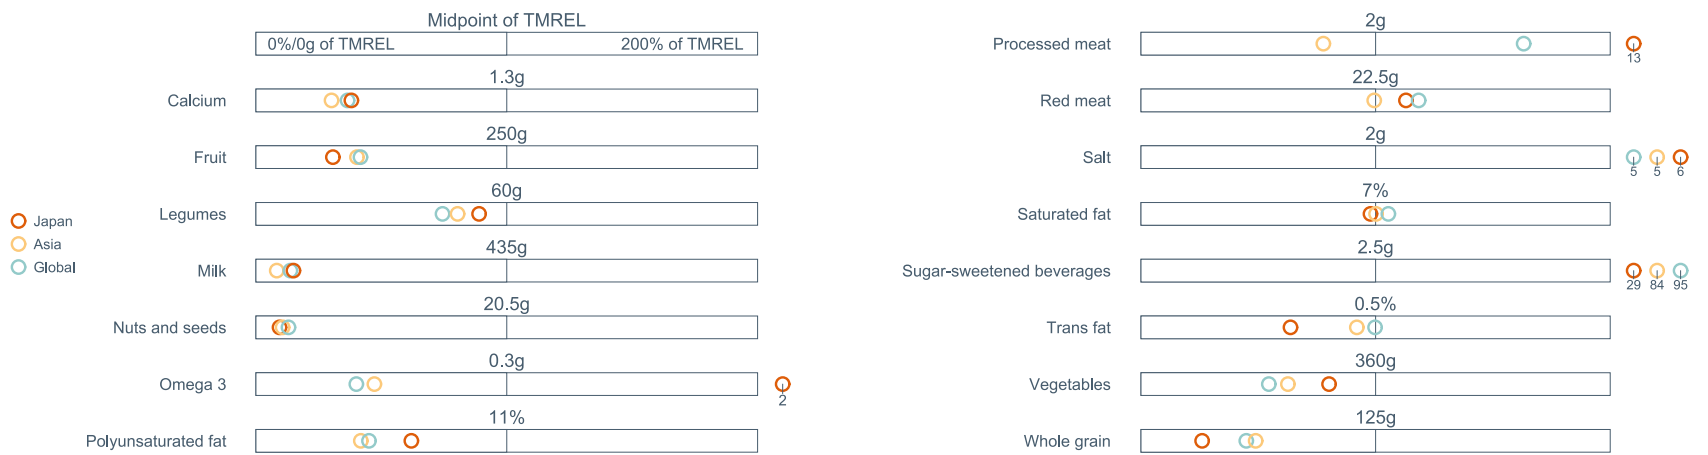 Midpoint of TMREL
0%/0g of TMREL
200% of TMREL
1.3g
Calcium
250g
Fruit
60g
Legumes
435g
Milk
20.5g
Nuts and seeds
0.3g
Omega 3
2
11%
Polyunsaturated fat
Japan
Asia
Global
2g
Processed meat
13
22.5g
Red meat
2g
Salt
5 5 6
7%
Saturated fat
2.5g
Sugar-sweetened beverages
29 84 95
0.5%
Trans fat
360g
Vegetables
125g
Whole grain